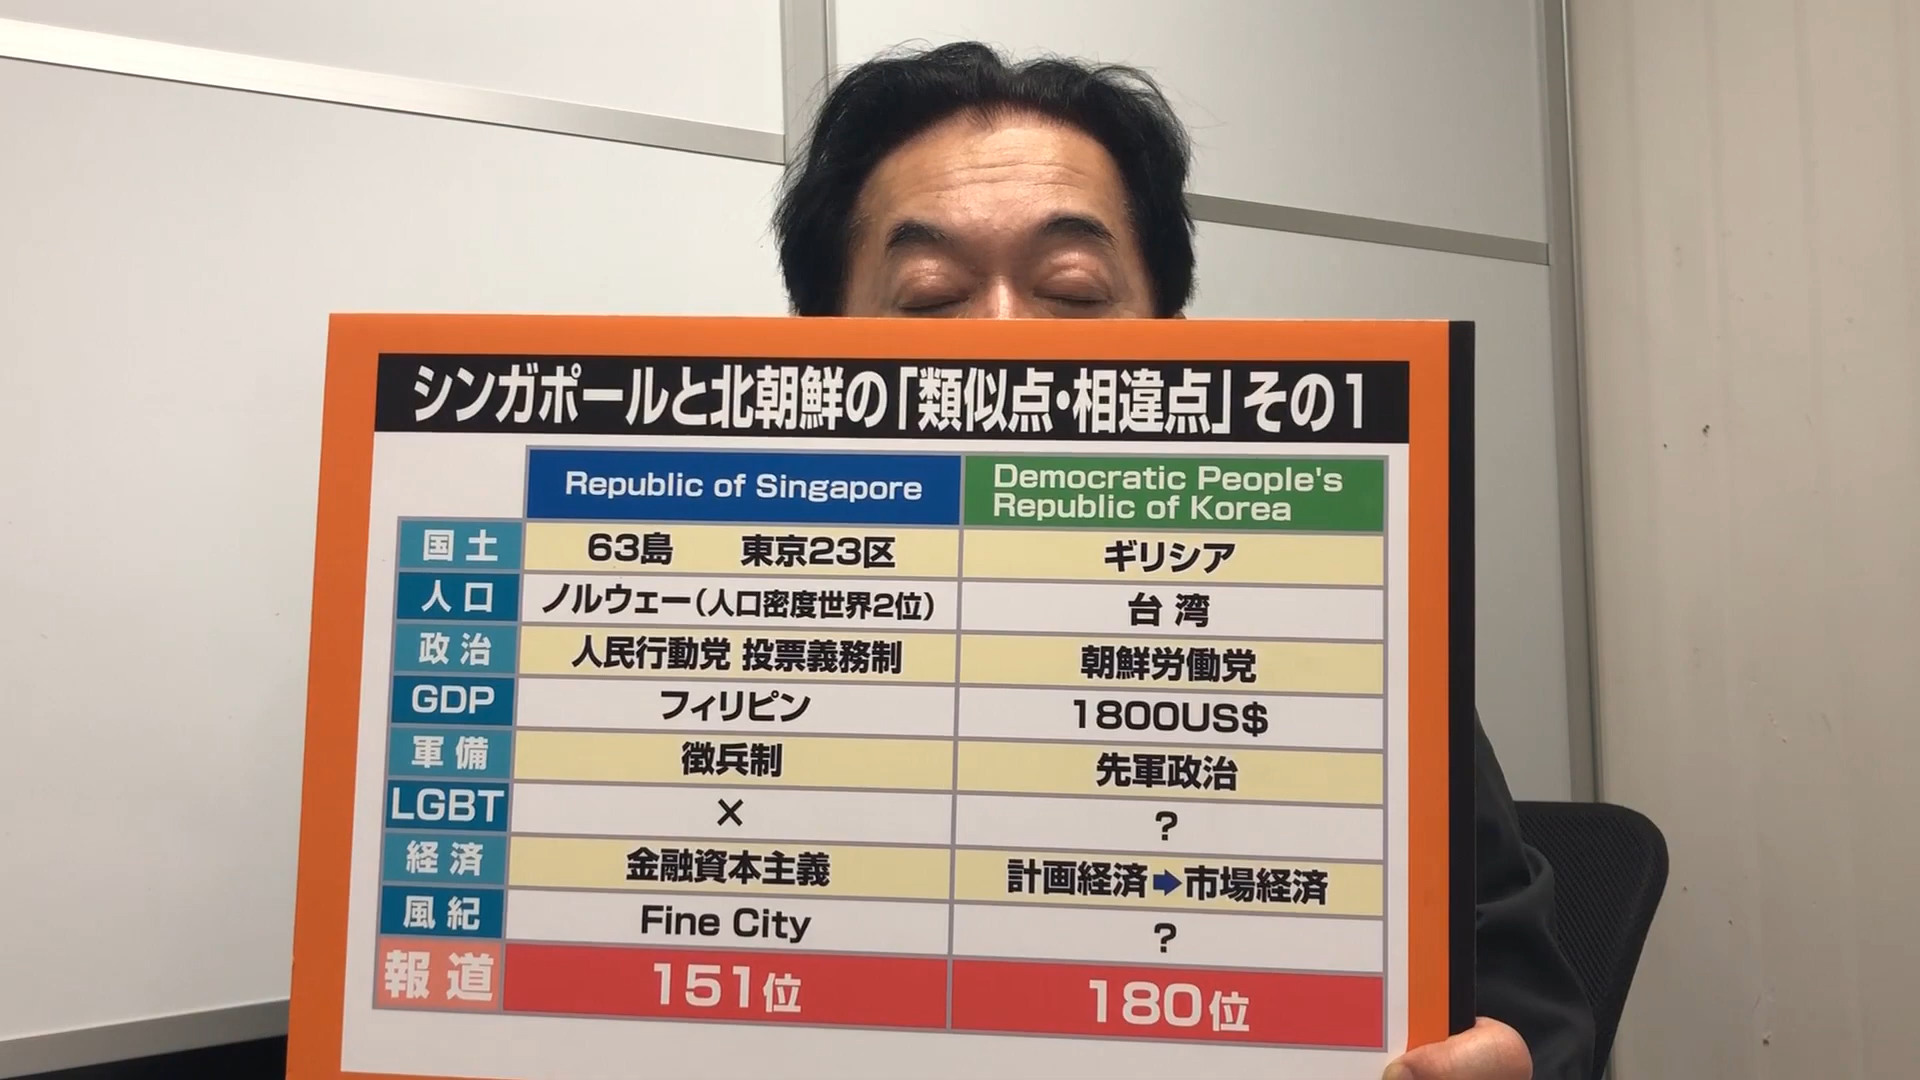 シンガポールと北朝鮮の「類似点・相違点」その1
Republic of Singapore
Democratic People's
Republic of Korea
国土 63島 東京23区 ギリシア
人口 ノルウェー(人口密度世界2位) 台湾
政治 人民行動党 投票義務制 朝鮮労働党
GDP フィリピン 1800US$
軍備 徴兵制 先軍政治
LGBT × ?
経済 金融資本主義 計画経済➡市場経済
風紀 Fine City ?
報道 151位 180位